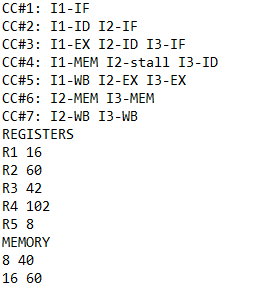 CC#1: I1-IF
CC#2: I1-ID I2-IF
CC#3: I1-EX I2-ID I3-IF
CC#4: I1-MEM I2-stall I3-ID
CC#5: I1-WB I2-EX I3-EX
CC#6: I2-MEM I3-MEM
CC#7: I2-WB I3-WB
REGISTERS
R1 16
R2 60
R3 42
R4 102
R5 8
MEMORY
8 40
16 60